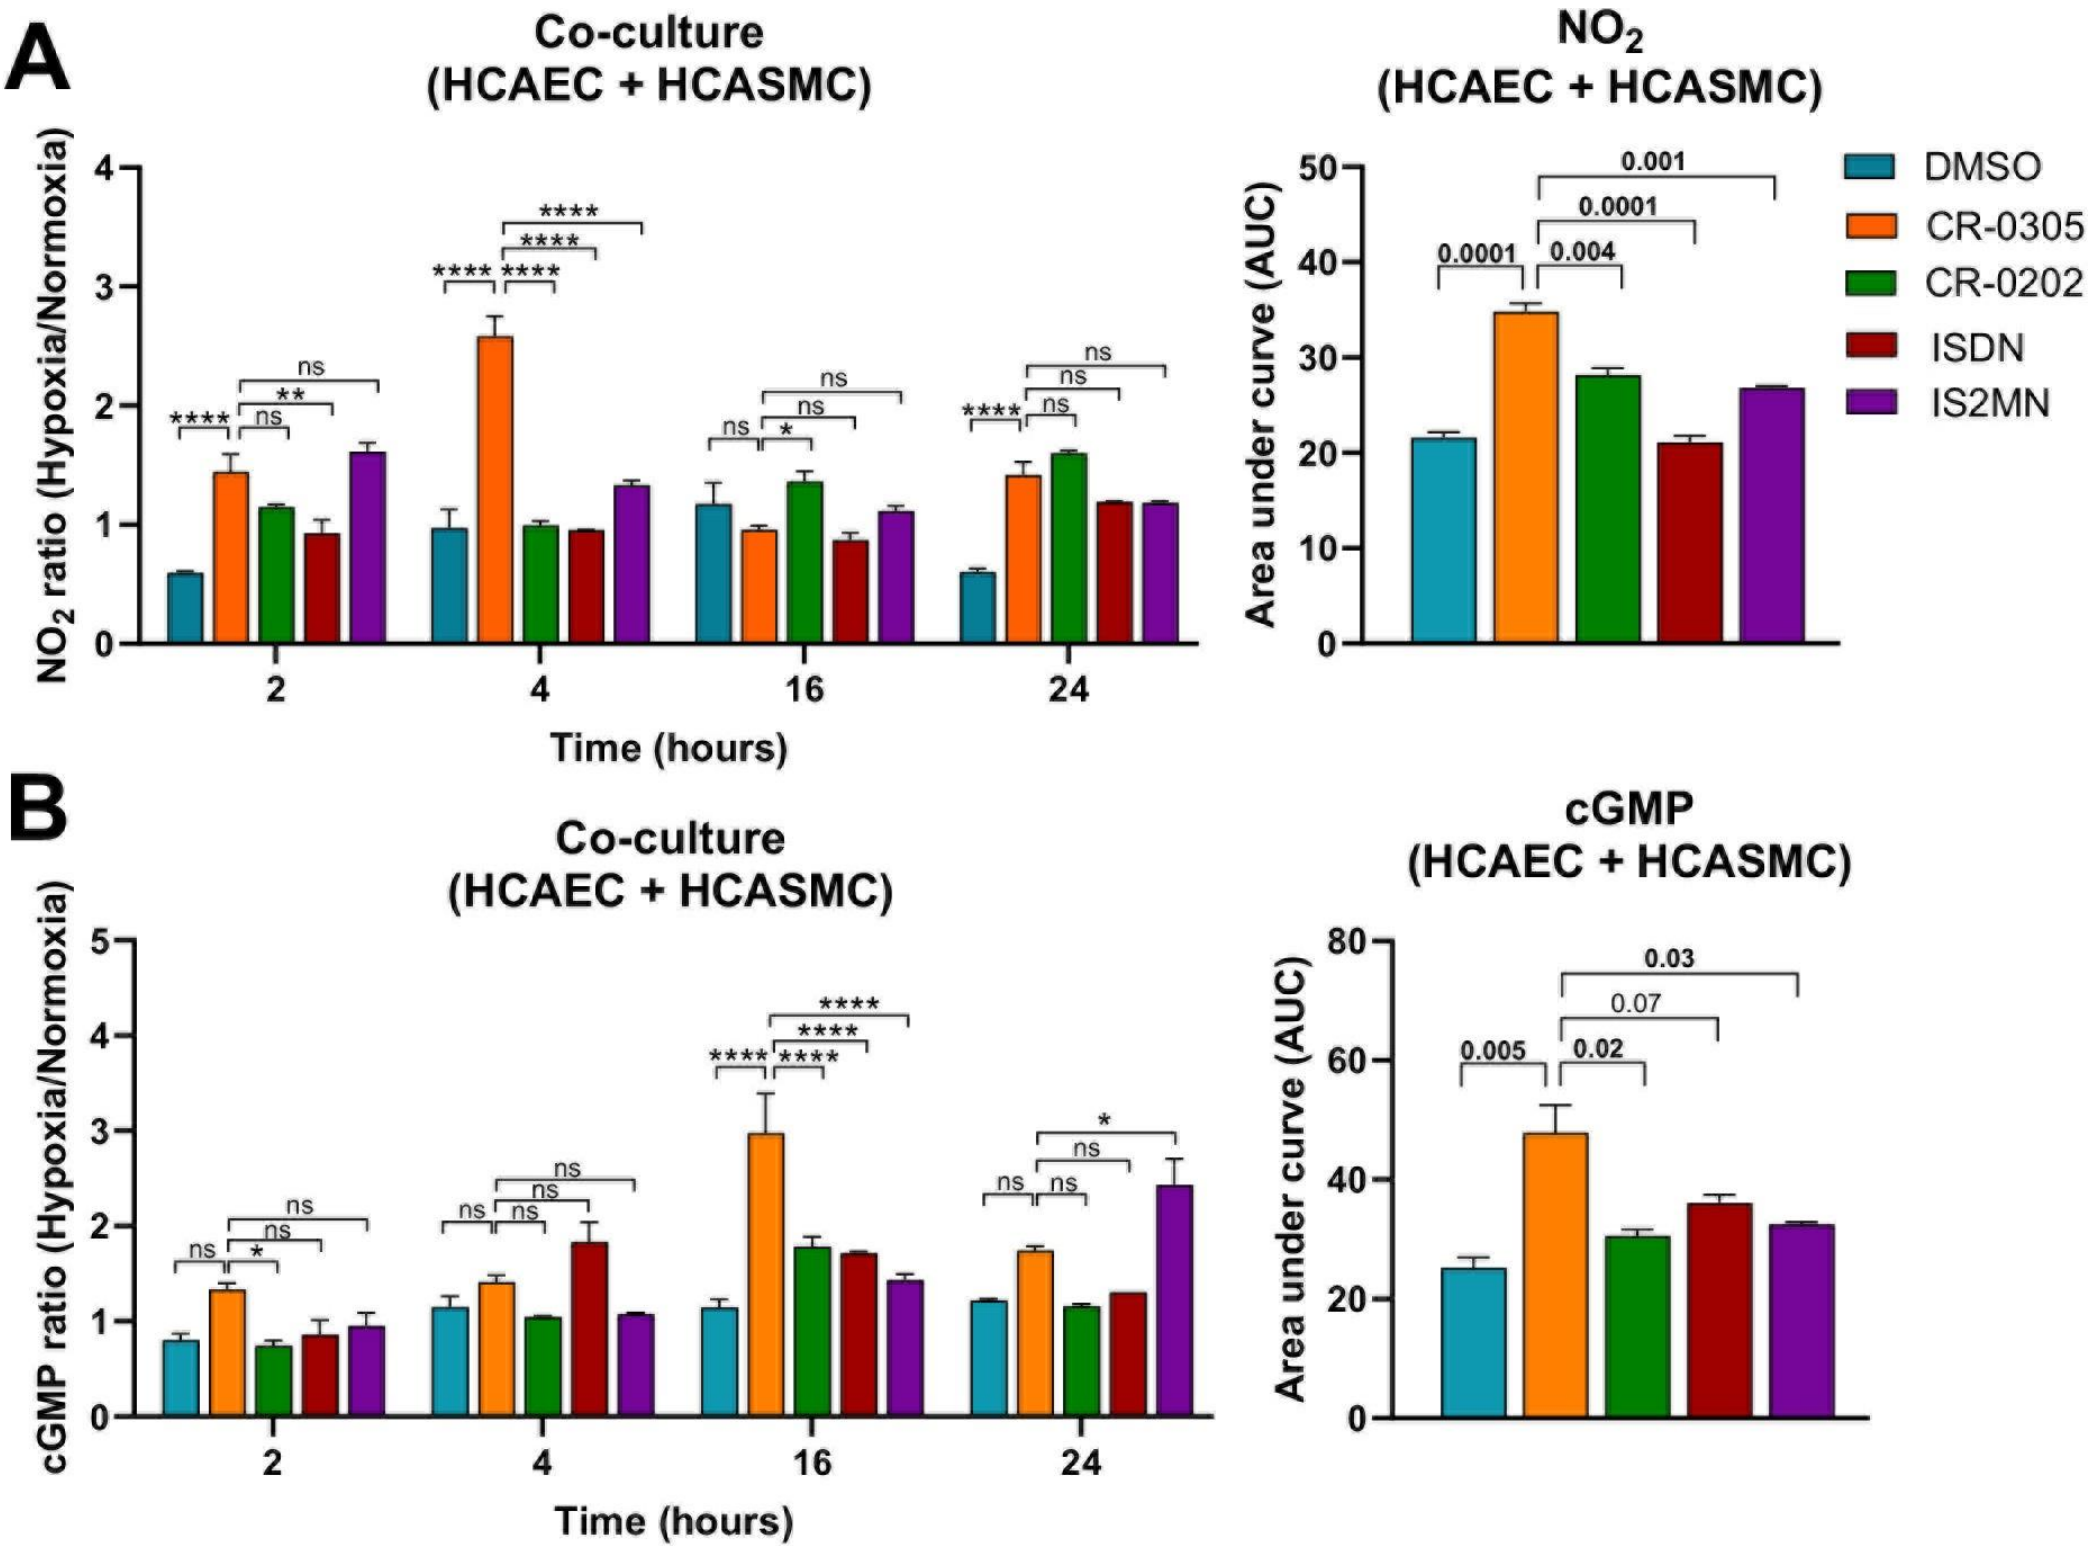 A
Co-culture
(HCAEC + HCASMC)
NO2 ratio (Hypoxia/Normoxia)
4
3
2
1
0
**** ns ** ns
**** **** **** ****
ns * ns ns
**** ns ns ns
2 4 16 24
Time (hours)
NO2
(HCAEC + HCASMC)
Area under curve (AUC)
50
40
30
20
10
0
0.001
0.0001
0.0001 0.004
DMSO
CR-0305
CR-0202
ISDN
IS2MN
B
Co-culture
(HCAEC + HCASMC)
cGMP ratio (Hypoxia/Normoxia)
5
4
3
2
1
0
ns * ns ns
ns ns ns ns
**** **** **** ****
ns ns ns *
2 4 16 24
Time (hours)
cGMP
(HCAEC + HCASMC)
Area under curve (AUC)
80
60
40
20
0
0.03
0.07
0.005 0.02